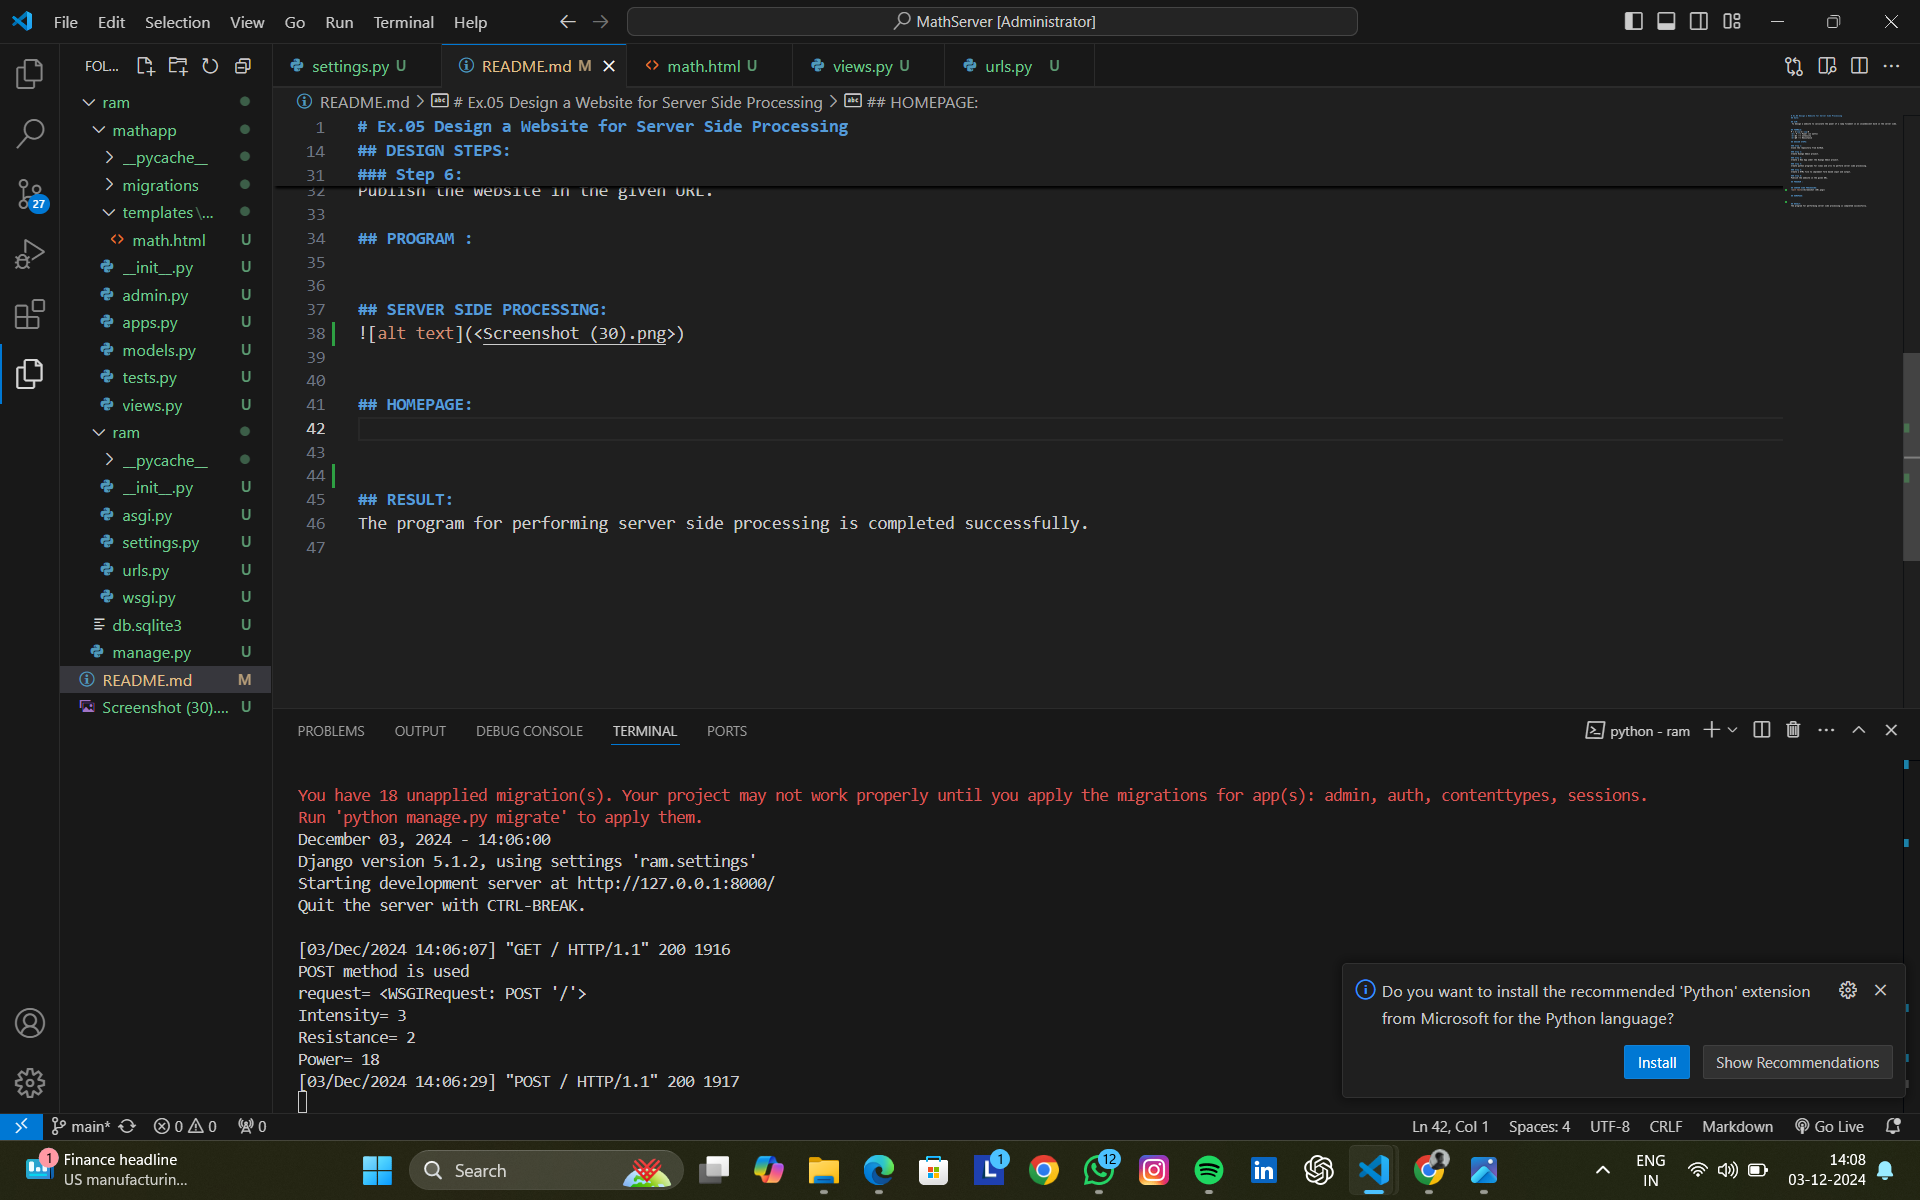 File Edit Selection View Go Run Terminal Help
MathServer [Administrator]
FOL...
settings.py U
README.md M
math.html U
views.py U
urls.py U
README.md > # Ex.05 Design a Website for Server Side Processing > ## HOMEPAGE:
ram
mathapp
__pycache__
migrations
templates \...
math.html U
__init__.py U
admin.py U
apps.py U
models.py U
tests.py U
views.py U
ram
__pycache__
__init__.py U
asgi.py U
settings.py U
urls.py U
wsgi.py U
db.sqlite3 U
manage.py U
README.md M
Screenshot (30).... U
27
1 # Ex.05 Design a Website for Server Side Processing
14 ## DESIGN STEPS:
31 ### Step 6:
32 Publish the website in the given URL.
33
34 ## PROGRAM :
35
36
37 ## SERVER SIDE PROCESSING:
38 ![alt text](<Screenshot (30).png>)
39
40
41 ## HOMEPAGE:
42
43
44
45 ## RESULT:
46 The program for performing server side processing is completed successfully.
47
PROBLEMS OUTPUT DEBUG CONSOLE TERMINAL PORTS
python - ram
You have 18 unapplied migration(s). Your project may not work properly until you apply the migrations for app(s): admin, auth, contenttypes, sessions.
Run 'python manage.py migrate' to apply them.
December 03, 2024 - 14:06:00
Django version 5.1.2, using settings 'ram.settings'
Starting development server at http://127.0.0.1:8000/
Quit the server with CTRL-BREAK.
[03/Dec/2024 14:06:07] "GET / HTTP/1.1" 200 1916
POST method is used
request= <WSGIRequest: POST '/'>
Intensity= 3
Resistance= 2
Power= 18
[03/Dec/2024 14:06:29] "POST / HTTP/1.1" 200 1917
Do you want to install the recommended 'Python' extension
from Microsoft for the Python language?
Install
Show Recommendations
main* 0 0 0
Ln 42, Col 1 Spaces: 4 UTF-8 CRLF Markdown Go Live
1
Finance headline
US manufacturin...
Search
L
1
12
in
ENG
IN
14:08
03-12-2024